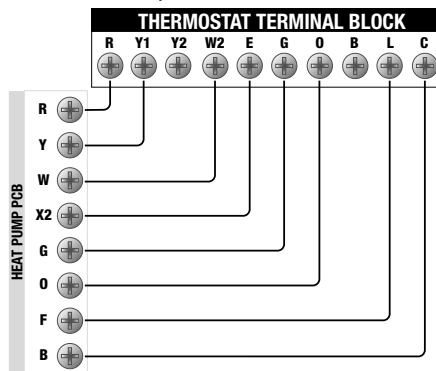 THERMOSTAT TERMINAL BLOCK
R Y1 Y2 W2 E G O B L C
HEAT PUMP PCB
R
Y
W
X2
G
O
F
B